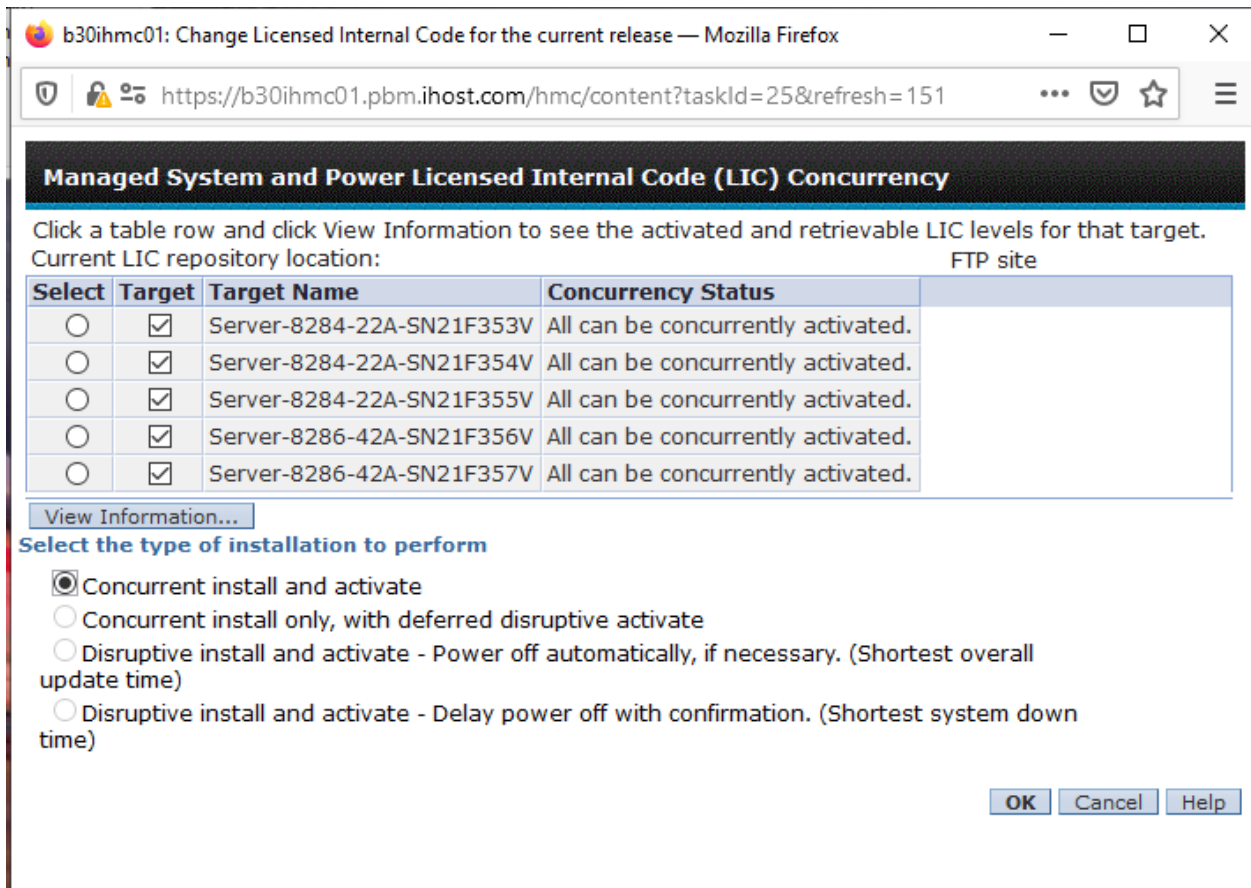 b30ihmc01: Change Licensed Internal Code for the current release — Mozilla Firefox
https://b30ihmc01.pbm.ihost.com/hmc/content?taskId=25&refresh=151
Managed System and Power Licensed Internal Code (LIC) Concurrency
Click a table row and click View Information to see the activated and retrievable LIC levels for that target.
Current LIC repository location: FTP site
Select Target Target Name Concurrency Status
Server-8284-22A-SN21F353V All can be concurrently activated.
Server-8284-22A-SN21F354V All can be concurrently activated.
Server-8284-22A-SN21F355V All can be concurrently activated.
Server-8286-42A-SN21F356V All can be concurrently activated.
Server-8286-42A-SN21F357V All can be concurrently activated.
View Information...
Select the type of installation to perform
Concurrent install and activate
Concurrent install only, with deferred disruptive activate
Disruptive install and activate - Power off automatically, if necessary. (Shortest overall
update time)
Disruptive install and activate - Delay power off with confirmation. (Shortest system down
time)
OK Cancel Help